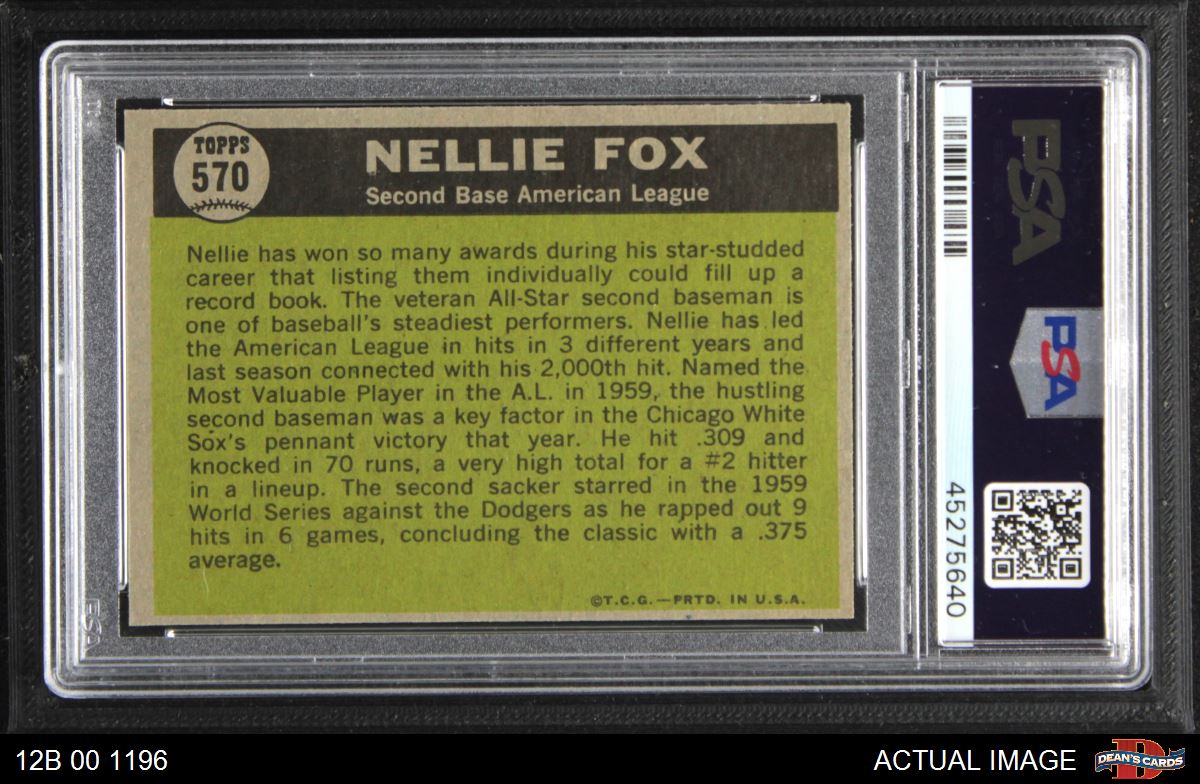 TOPPS
570
NELLIE FOX
Second Base American League
Nellie has won so many awards during his star-studded
career that listing them individually could fill up a
record book. The veteran All-Star second baseman is
one of baseball's steadiest performers. Nellie has led
the American League in hits in 3 different years and
last season connected with his 2,000th hit. Named the
Most Valuable Player in the A.L. in 1959, the hustling
second baseman was a key factor in the Chicago White
Sox's pennant victory that year. He hit .309 and
knocked in 70 runs, a very high total for a #2 hitter
in a lineup. The second sacker starred in the 1959
World Series against the Dodgers as he rapped out 9
hits in 6 games, concluding the classic with a .375
average.
©T.C.G.—PRTD. IN U.S.A.
PSA
PSA
45275640
PSA
12B 00 1196
ACTUAL IMAGE
D
DEAN'S CARDS